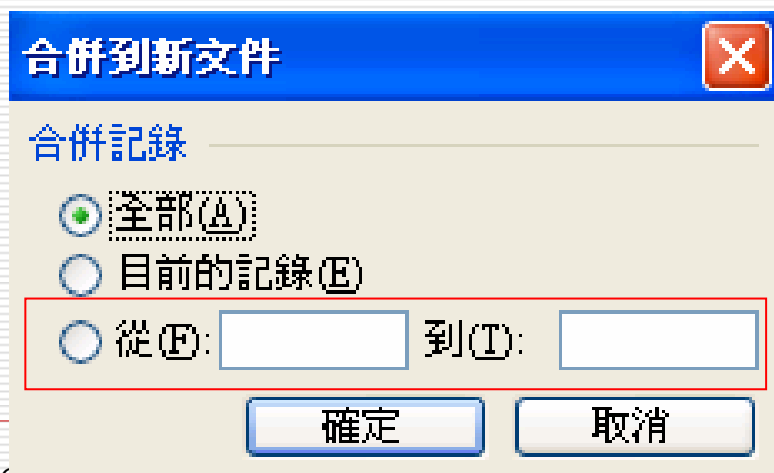 合併到新文件
合併記錄
全部(A)
目前的記錄(E)
從(F): 到(T):
確定 取消